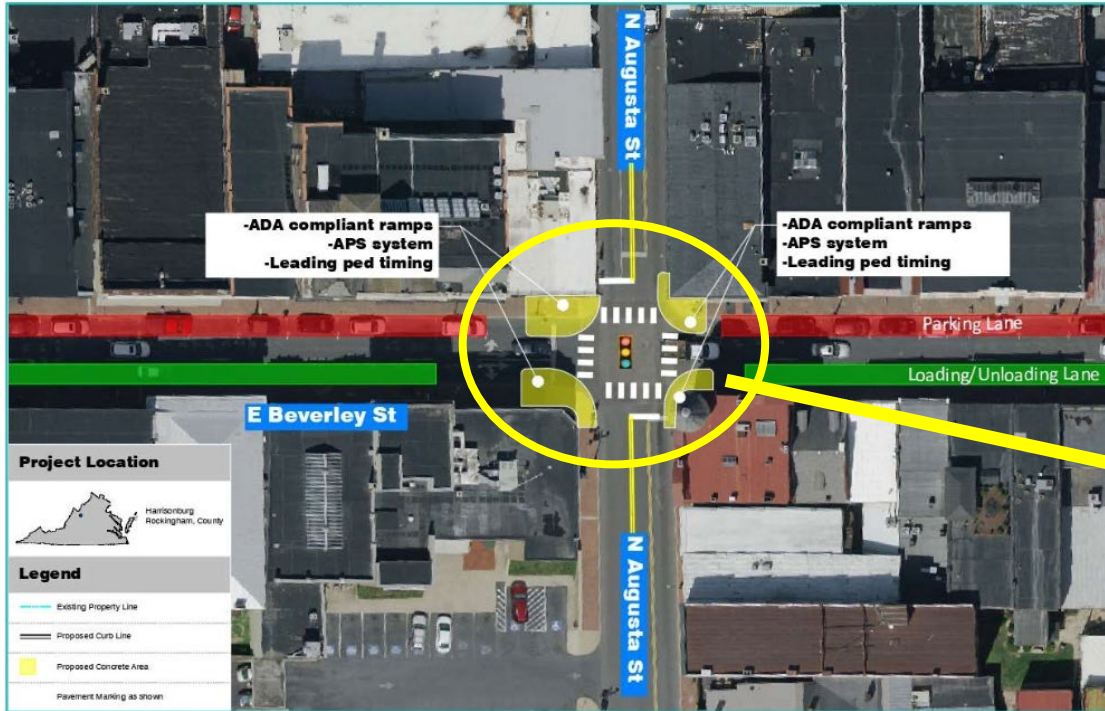 N Augusta St
-ADA compliant ramps
-APS system
-Leading ped timing
-ADA compliant ramps
-APS system
-Leading ped timing
Parking Lane
Loading/Unloading Lane
E Beverley St
Project Location
Harrisonburg
Rockingham, County
Legend
Existing Property Line
Proposed Curb Line
Proposed Concrete Area
Pavement Marking as shown
N Augusta St